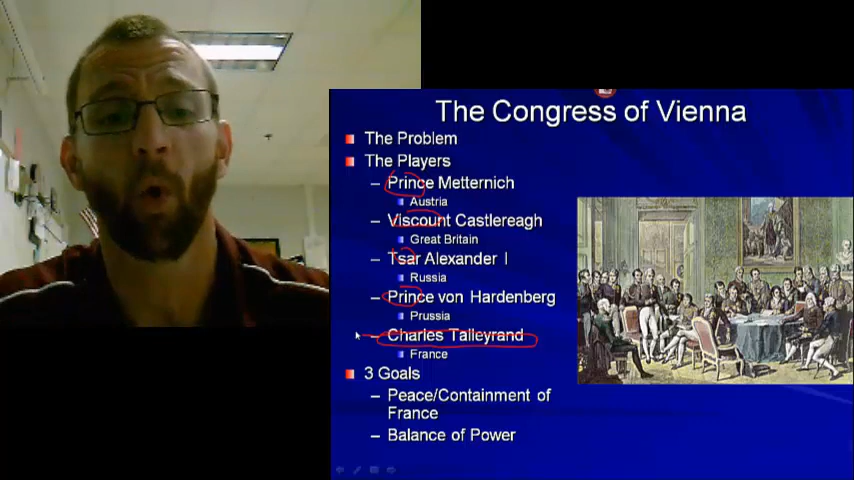 The Congress of Vienna
The Problem
The Players
– Prince Metternich
Austria
– Viscount Castlereagh
Great Britain
– Tsar Alexander I
Russia
– Prince von Hardenberg
Prussia
– Charles Talleyrand
France
3 Goals
– Peace/Containment of
France
– Balance of Power